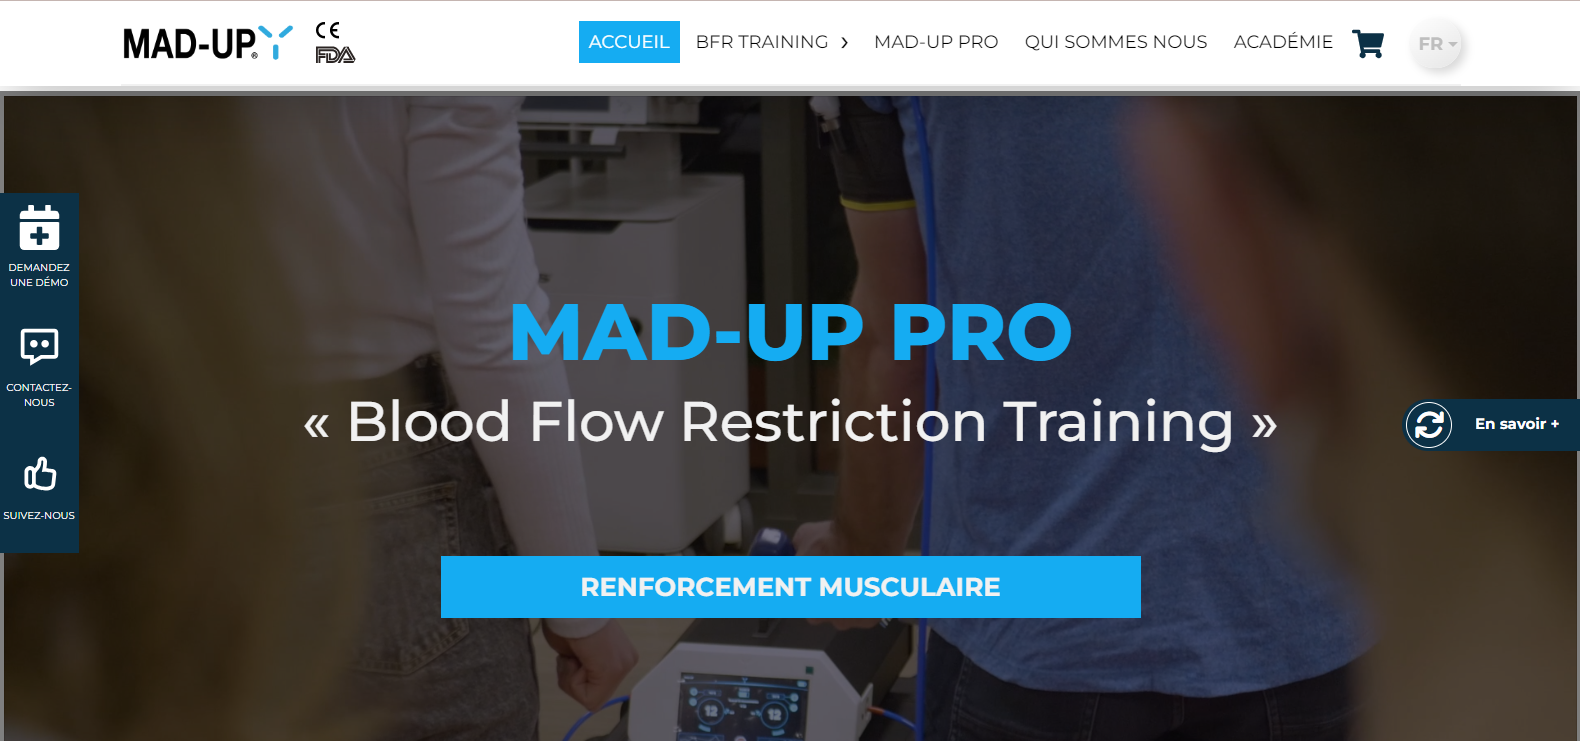 MAD-UP®
CE
FDA
ACCUEIL
BFR TRAINING
MAD-UP PRO
QUI SOMMES NOUS
ACADÉMIE
FR
DEMANDEZ
UNE DÉMO
CONTACTEZ-
NOUS
SUIVEZ-NOUS
MAD-UP PRO
« Blood Flow Restriction Training »
En savoir +
RENFORCEMENT MUSCULAIRE
12
12